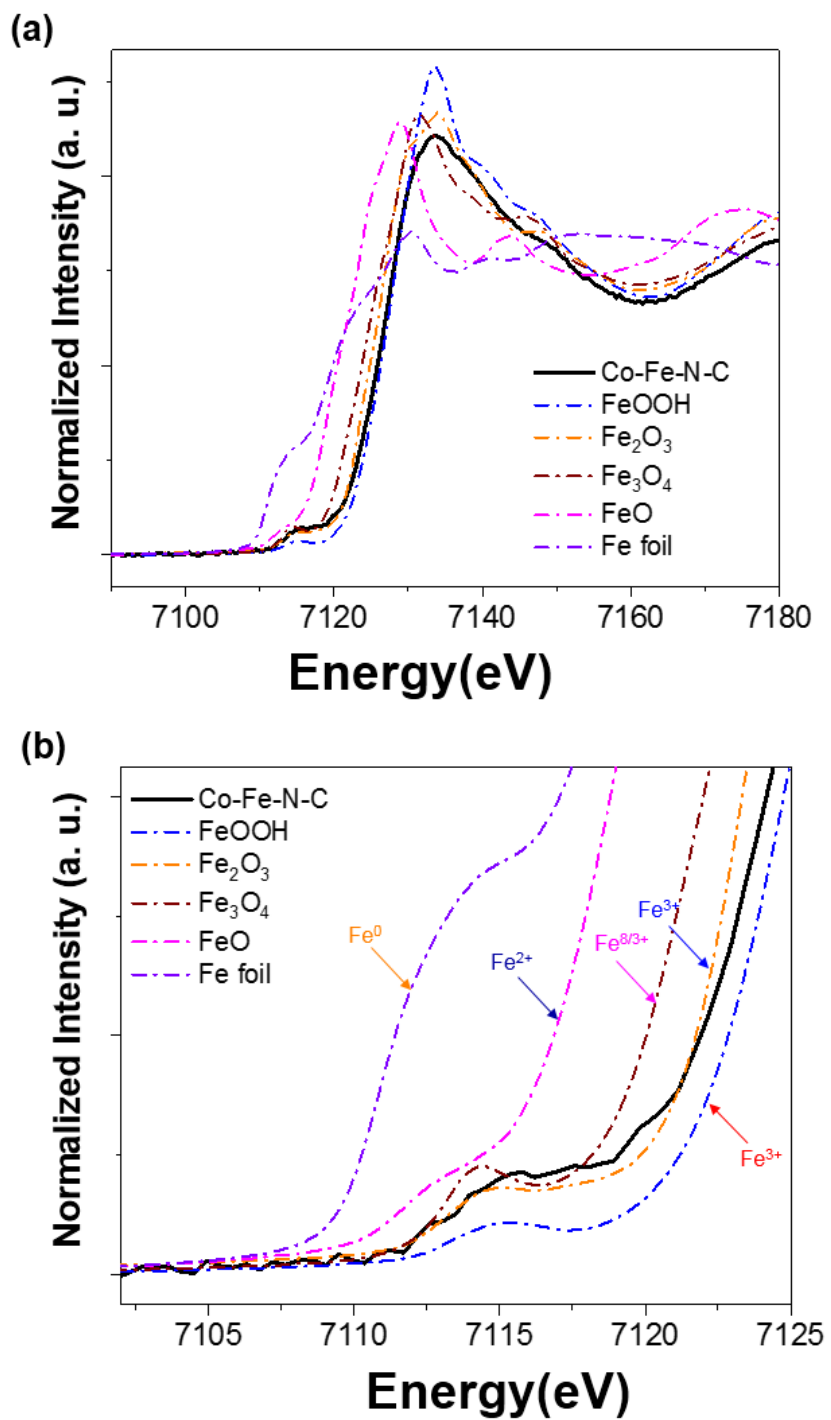 (a)
Normalized Intensity (a. u.)
Co-Fe-N-C
FeOOH
Fe₂O₃
Fe₃O₄
FeO
Fe foil
7100 7120 7140 7160 7180
Energy(eV)
(b)
Normalized Intensity (a. u.)
Co-Fe-N-C
FeOOH
Fe₂O₃
Fe₃O₄
FeO
Fe foil
Fe⁰
Fe²⁺
Fe⁸ᐟ³⁺
Fe³⁺
Fe³⁺
7105 7110 7115 7120 7125
Energy(eV)